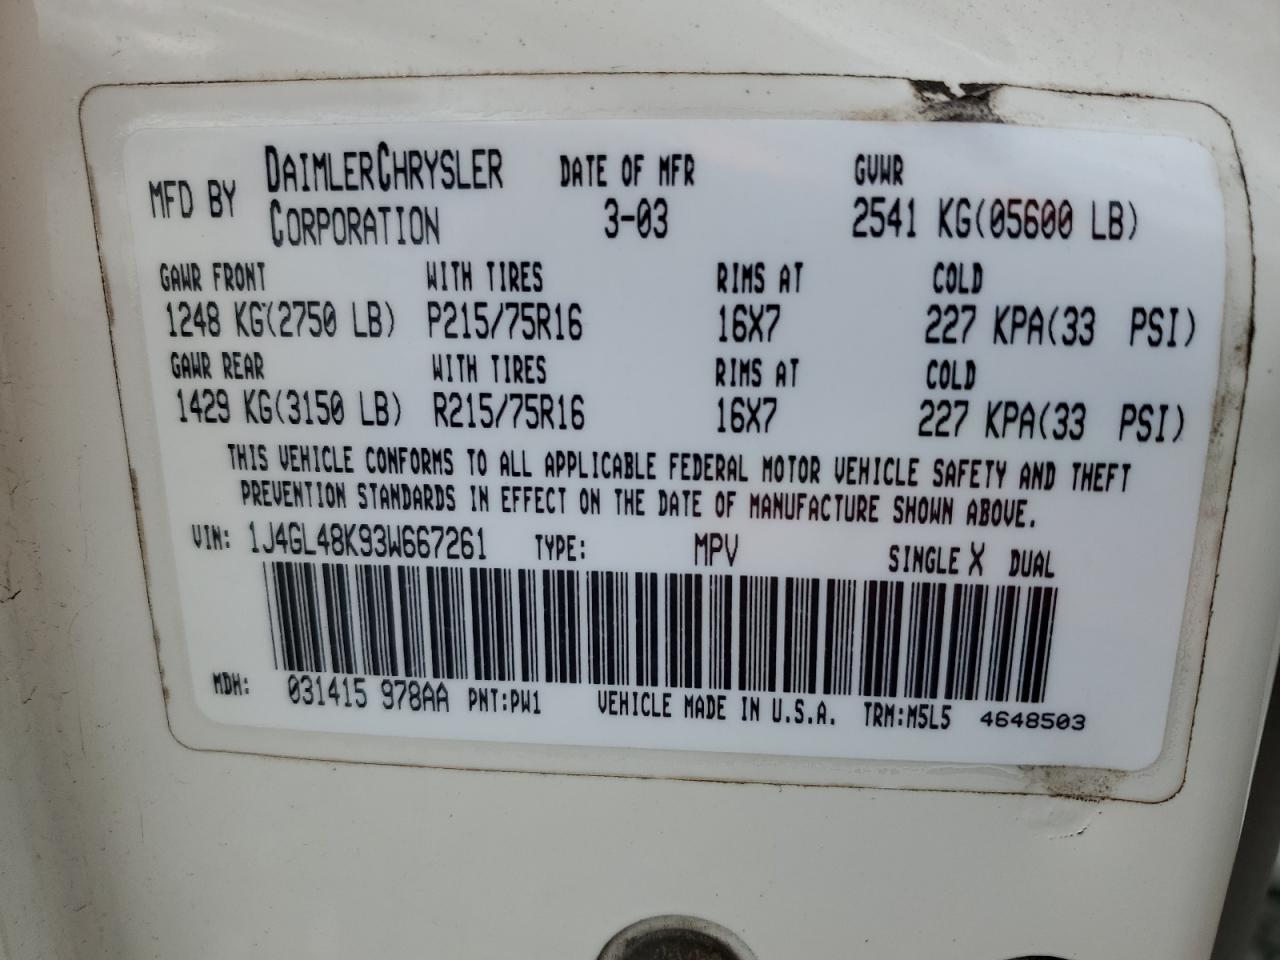 MFD BY DAIMLERCHRYSLER CORPORATION DATE OF MFR 3-03 GVWR 2541 KG(05600 LB)
GAWR FRONT WITH TIRES RIMS AT COLD
1248 KG(2750 LB) P215/75R16 16X7 227 KPA(33 PSI)
GAWR REAR WITH TIRES RIMS AT COLD
1429 KG(3150 LB) R215/75R16 16X7 227 KPA(33 PSI)
THIS VEHICLE CONFORMS TO ALL APPLICABLE FEDERAL MOTOR VEHICLE SAFETY AND THEFT
PREVENTION STANDARDS IN EFFECT ON THE DATE OF MANUFACTURE SHOWN ABOVE.
VIN: 1J4GL48K93W667261 TYPE: MPV SINGLE X DUAL
MDH: 031415 978AA PNT:PW1 VEHICLE MADE IN U.S.A. TRM:M5L5 4648503